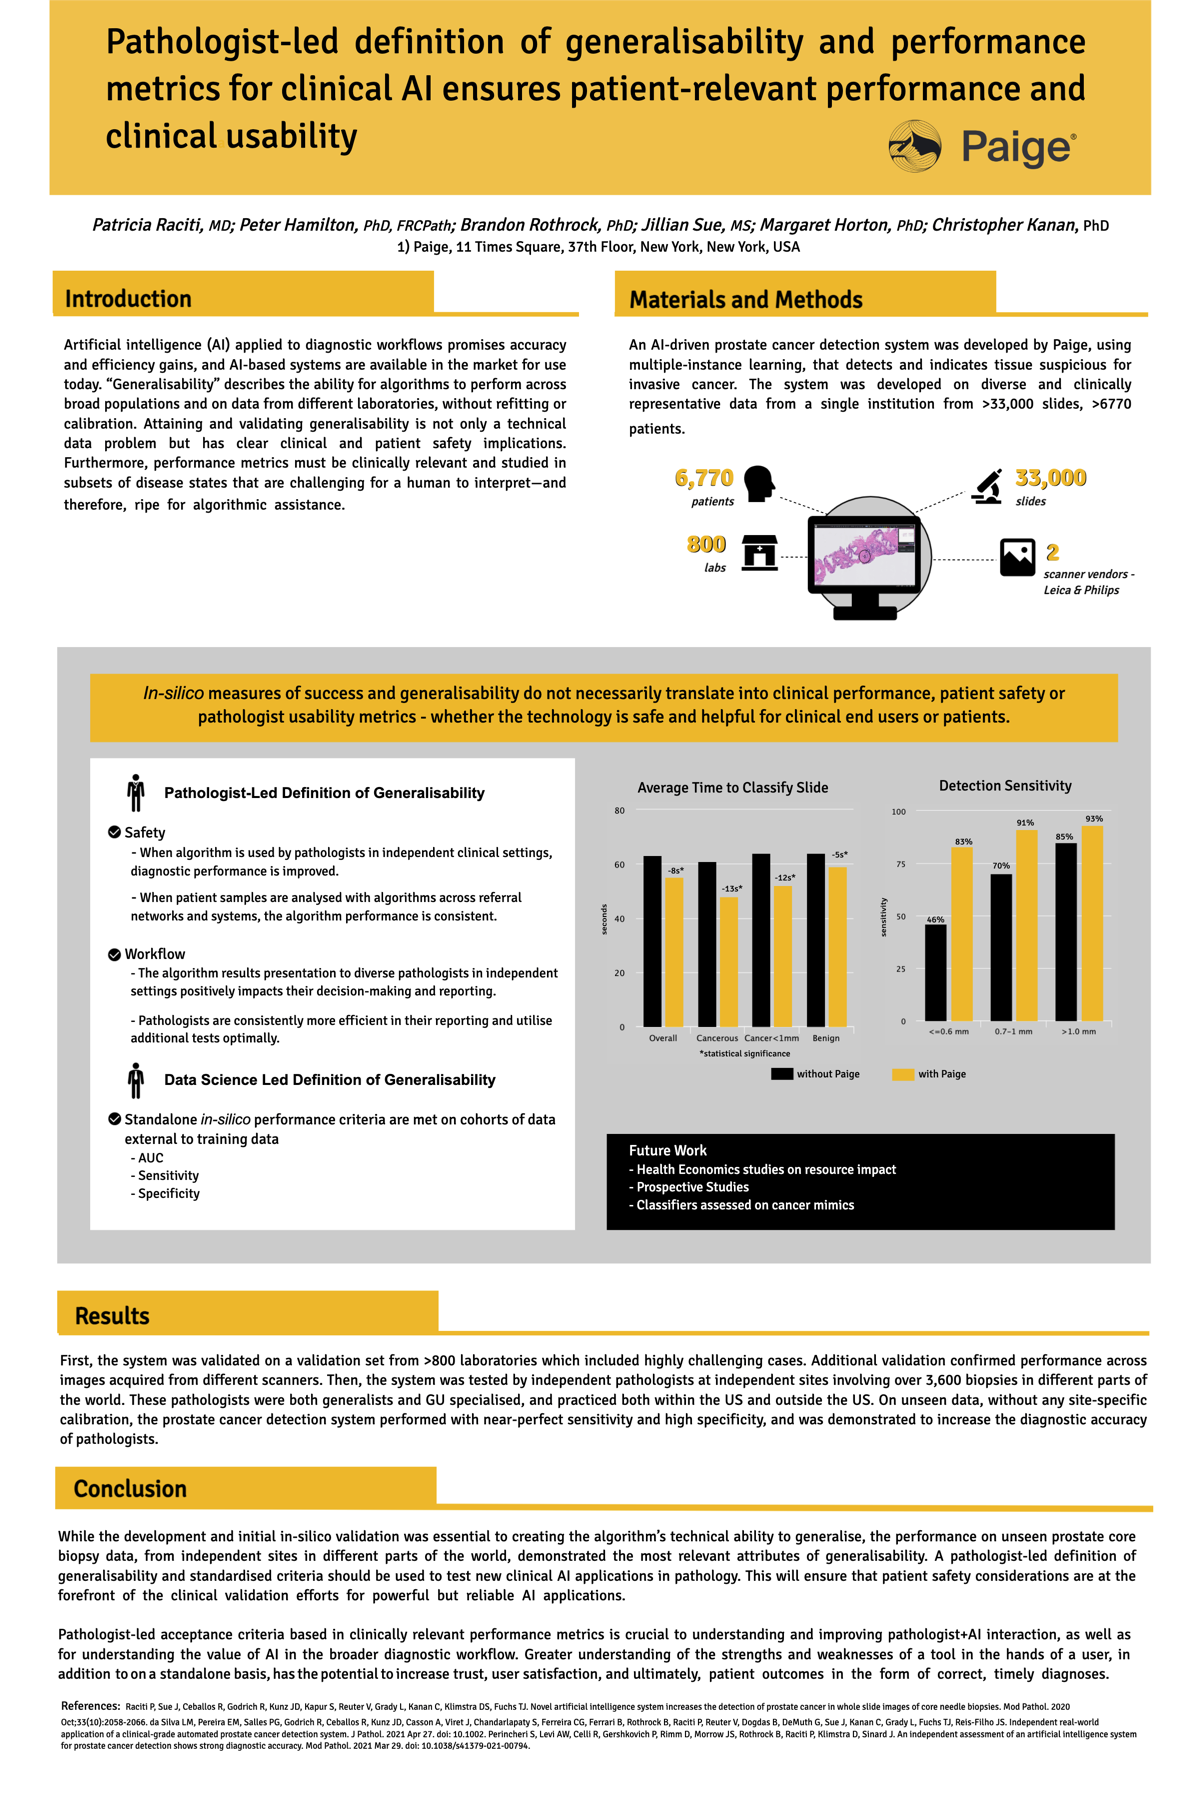 Pathologist-led definition of generalisability and performance
metrics for clinical AI ensures patient-relevant performance and
clinical usability
Paige®
Patricia Raciti, MD; Peter Hamilton, PhD, FRCPath; Brandon Rothrock, PhD; Jillian Sue, MS; Margaret Horton, PhD; Christopher Kanan, PhD
1) Paige, 11 Times Square, 37th Floor, New York, New York, USA
Introduction
Artificial intelligence (AI) applied to diagnostic workflows promises accuracy
and efficiency gains, and AI-based systems are available in the market for use
today. “Generalisability” describes the ability for algorithms to perform across
broad populations and on data from different laboratories, without refitting or
calibration. Attaining and validating generalisability is not only a technical
data problem but has clear clinical and patient safety implications.
Furthermore, performance metrics must be clinically relevant and studied in
subsets of disease states that are challenging for a human to interpret—and
therefore, ripe for algorithmic assistance.
Materials and Methods
An AI-driven prostate cancer detection system was developed by Paige, using
multiple-instance learning, that detects and indicates tissue suspicious for
invasive cancer. The system was developed on diverse and clinically
representative data from a single institution from >33,000 slides, >6770
patients.
6,770
patients
33,000
slides
800
labs
2
scanner vendors -
Leica & Philips
In-silico measures of success and generalisability do not necessarily translate into clinical performance, patient safety or
pathologist usability metrics - whether the technology is safe and helpful for clinical end users or patients.
Pathologist-Led Definition of Generalisability
Safety
- When algorithm is used by pathologists in independent clinical settings,
diagnostic performance is improved.
- When patient samples are analysed with algorithms across referral
networks and systems, the algorithm performance is consistent.
Workflow
- The algorithm results presentation to diverse pathologists in independent
settings positively impacts their decision-making and reporting.
- Pathologists are consistently more efficient in their reporting and utilise
additional tests optimally.
Data Science Led Definition of Generalisability
Standalone in-silico performance criteria are met on cohorts of data
external to training data
- AUC
- Sensitivity
- Specificity
Average Time to Classify Slide
80
60
40
20
0
seconds
-8s*
-13s*
-12s*
-5s*
Overall Cancerous Cancer<1mm Benign
*statistical significance
Detection Sensitivity
100
75
50
25
0
sensitivity
46%
83%
70%
91%
85%
93%
<=0.6 mm 0.7-1 mm >1.0 mm
without Paige with Paige
Future Work
- Health Economics studies on resource impact
- Prospective Studies
- Classifiers assessed on cancer mimics
Results
First, the system was validated on a validation set from >800 laboratories which included highly challenging cases. Additional validation confirmed performance across
images acquired from different scanners. Then, the system was tested by independent pathologists at independent sites involving over 3,600 biopsies in different parts of
the world. These pathologists were both generalists and GU specialised, and practiced both within the US and outside the US. On unseen data, without any site-specific
calibration, the prostate cancer detection system performed with near-perfect sensitivity and high specificity, and was demonstrated to increase the diagnostic accuracy
of pathologists.
Conclusion
While the development and initial in-silico validation was essential to creating the algorithm’s technical ability to generalise, the performance on unseen prostate core
biopsy data, from independent sites in different parts of the world, demonstrated the most relevant attributes of generalisability. A pathologist-led definition of
generalisability and standardised criteria should be used to test new clinical AI applications in pathology. This will ensure that patient safety considerations are at the
forefront of the clinical validation efforts for powerful but reliable AI applications.
Pathologist-led acceptance criteria based in clinically relevant performance metrics is crucial to understanding and improving pathologist+AI interaction, as well as
for understanding the value of AI in the broader diagnostic workflow. Greater understanding of the strengths and weaknesses of a tool in the hands of a user, in
addition to on a standalone basis, has the potential to increase trust, user satisfaction, and ultimately, patient outcomes in the form of correct, timely diagnoses.
References: Raciti P, Sue J, Ceballos R, Godrich R, Kunz JD, Kapur S, Reuter V, Grady L, Kanan C, Klimstra DS, Fuchs TJ. Novel artificial intelligence system increases the detection of prostate cancer in whole slide images of core needle biopsies. Mod Pathol. 2020
Oct;33(10):2058-2066. da Silva LM, Pereira EM, Salles PG, Godrich R, Ceballos R, Kunz JD, Casson A, Viret J, Chandarlapaty S, Ferreira CG, Ferrari B, Rothrock B, Raciti P, Reuter V, Dogdas B, DeMuth G, Sue J, Kanan C, Grady L, Fuchs TJ, Reis-Filho JS. Independent real-world
application of a clinical-grade automated prostate cancer detection system. J Pathol. 2021 Apr 27. doi: 10.1002. Perincheri S, Levi AW, Celli R, Gershkovich P, Rimm D, Morrow JS, Rothrock B, Raciti P, Klimstra D, Sinard J. An independent assessment of an artificial intelligence system
for prostate cancer detection shows strong diagnostic accuracy. Mod Pathol. 2021 Mar 29. doi: 10.1038/s41379-021-00794.